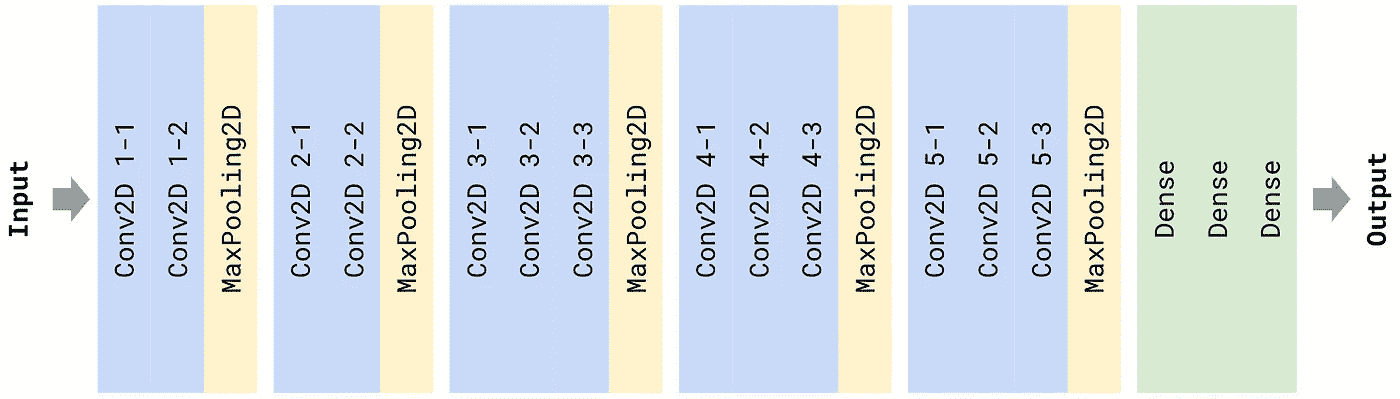 Input
Conv2D 1-1
Conv2D 1-2
MaxPooling2D
Conv2D 2-1
Conv2D 2-2
MaxPooling2D
Conv2D 3-1
Conv2D 3-2
Conv2D 3-3
MaxPooling2D
Conv2D 4-1
Conv2D 4-2
Conv2D 4-3
MaxPooling2D
Conv2D 5-1
Conv2D 5-2
Conv2D 5-3
MaxPooling2D
Dense
Dense
Dense
Output